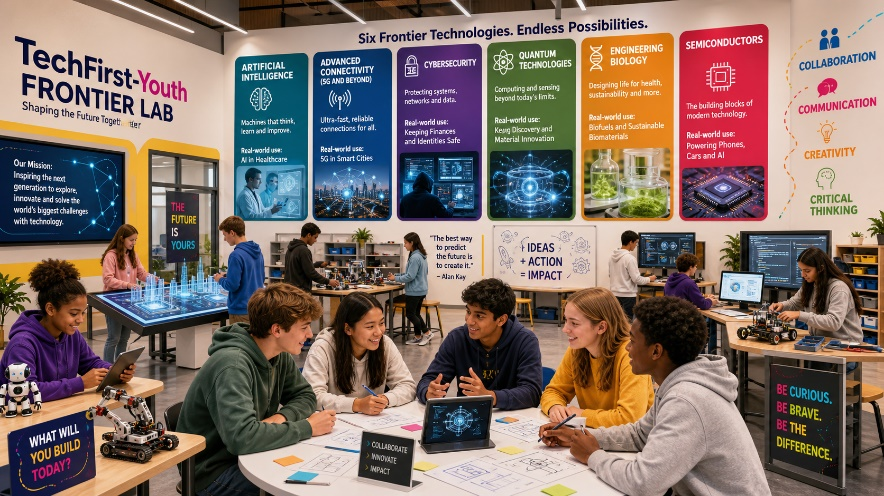 TechFirst-Youth
FRONTIER LAB
Shaping the Future
Our Mission:
Inspiring the next
generation to explore,
innovate and solve the
world's biggest challenges
with technology.
THE
FUTURE
IS
YOURS
Six Frontier Technologies. Endless Possibilities.
ARTIFICIAL
INTELLIGENCE
Machines that think,
learn and improve.
Real-world use:
AI in Healthcare
ADVANCED
CONNECTIVITY
(5G AND BEYOND)
Ultra-fast, reliable
connections for all.
Real-world use:
5G in Smart Cities
CYBERSECURITY
Protecting systems,
networks and data.
Real-world use:
Keeping Finances
and Identities Safe
QUANTUM
TECHNOLOGIES
Computing and sensing
beyond today's limits.
Real-world use:
Discovery and
Material Innovation
ENGINEERING
BIOLOGY
Designing life for health,
sustainability and more.
Real-world use:
Biofuels and Sustainable
Biomaterials
SEMICONDUCTORS
The building blocks of
modern technology.
Real-world use:
Powering Phones,
Cars and AI
COLLABORATION
COMMUNICATION
CREATIVITY
CRITICAL
THINKING
"The best way
to predict
the future is
to create it."
– Alan Kay
IDEAS
+ ACTION
= IMPACT
WHAT WILL
YOU BUILD
TODAY?
COLLABORATE
INNOVATE
IMPACT
BE CURIOUS.
BE BRAVE.
BE THE
DIFFERENCE.